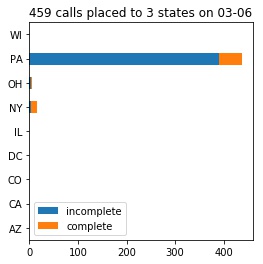 459 calls placed to 3 states on 03-06
WI
PA
OH
NY
IL
DC
CO
CA
AZ
incomplete
complete
0 100 200 300 400